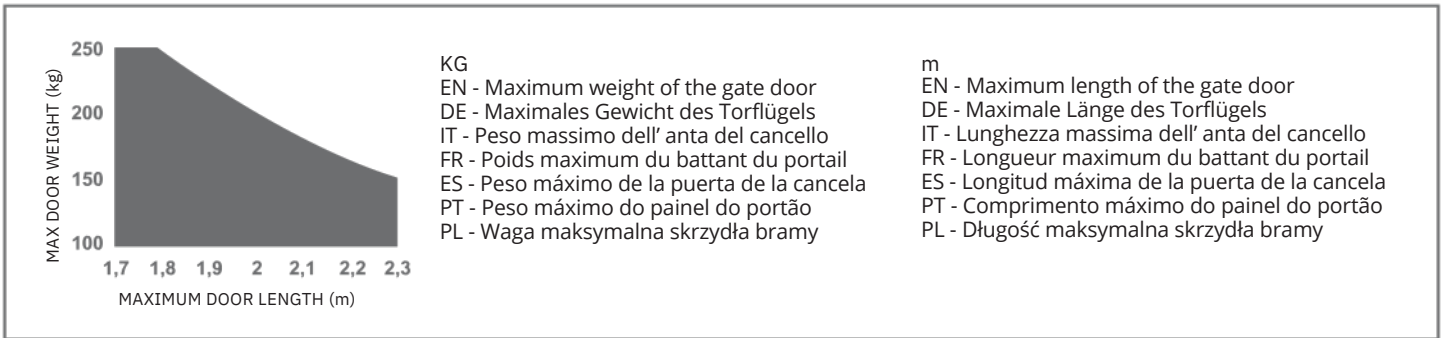 250
200
150
100
MAX DOOR WEIGHT (kg)
1,7 1,8 1,9 2 2,1 2,2 2,3
MAXIMUM DOOR LENGTH (m)
KG
EN - Maximum weight of the gate door
DE - Maximales Gewicht des Torflügels
IT - Peso massimo dell' anta del cancello
FR - Poids maximum du battant du portail
ES - Peso máximo de la puerta de la cancela
PT - Peso máximo do painel do portão
PL - Waga maksymalna skrzydła bramy
m
EN - Maximum length of the gate door
DE - Maximale Länge des Torflügels
IT - Lunghezza massima dell' anta del cancello
FR - Longueur maximum du battant du portail
ES - Longitud máxima de la puerta de la cancela
PT - Comprimento máximo do painel do portão
PL - Długość maksymalna skrzydła bramy